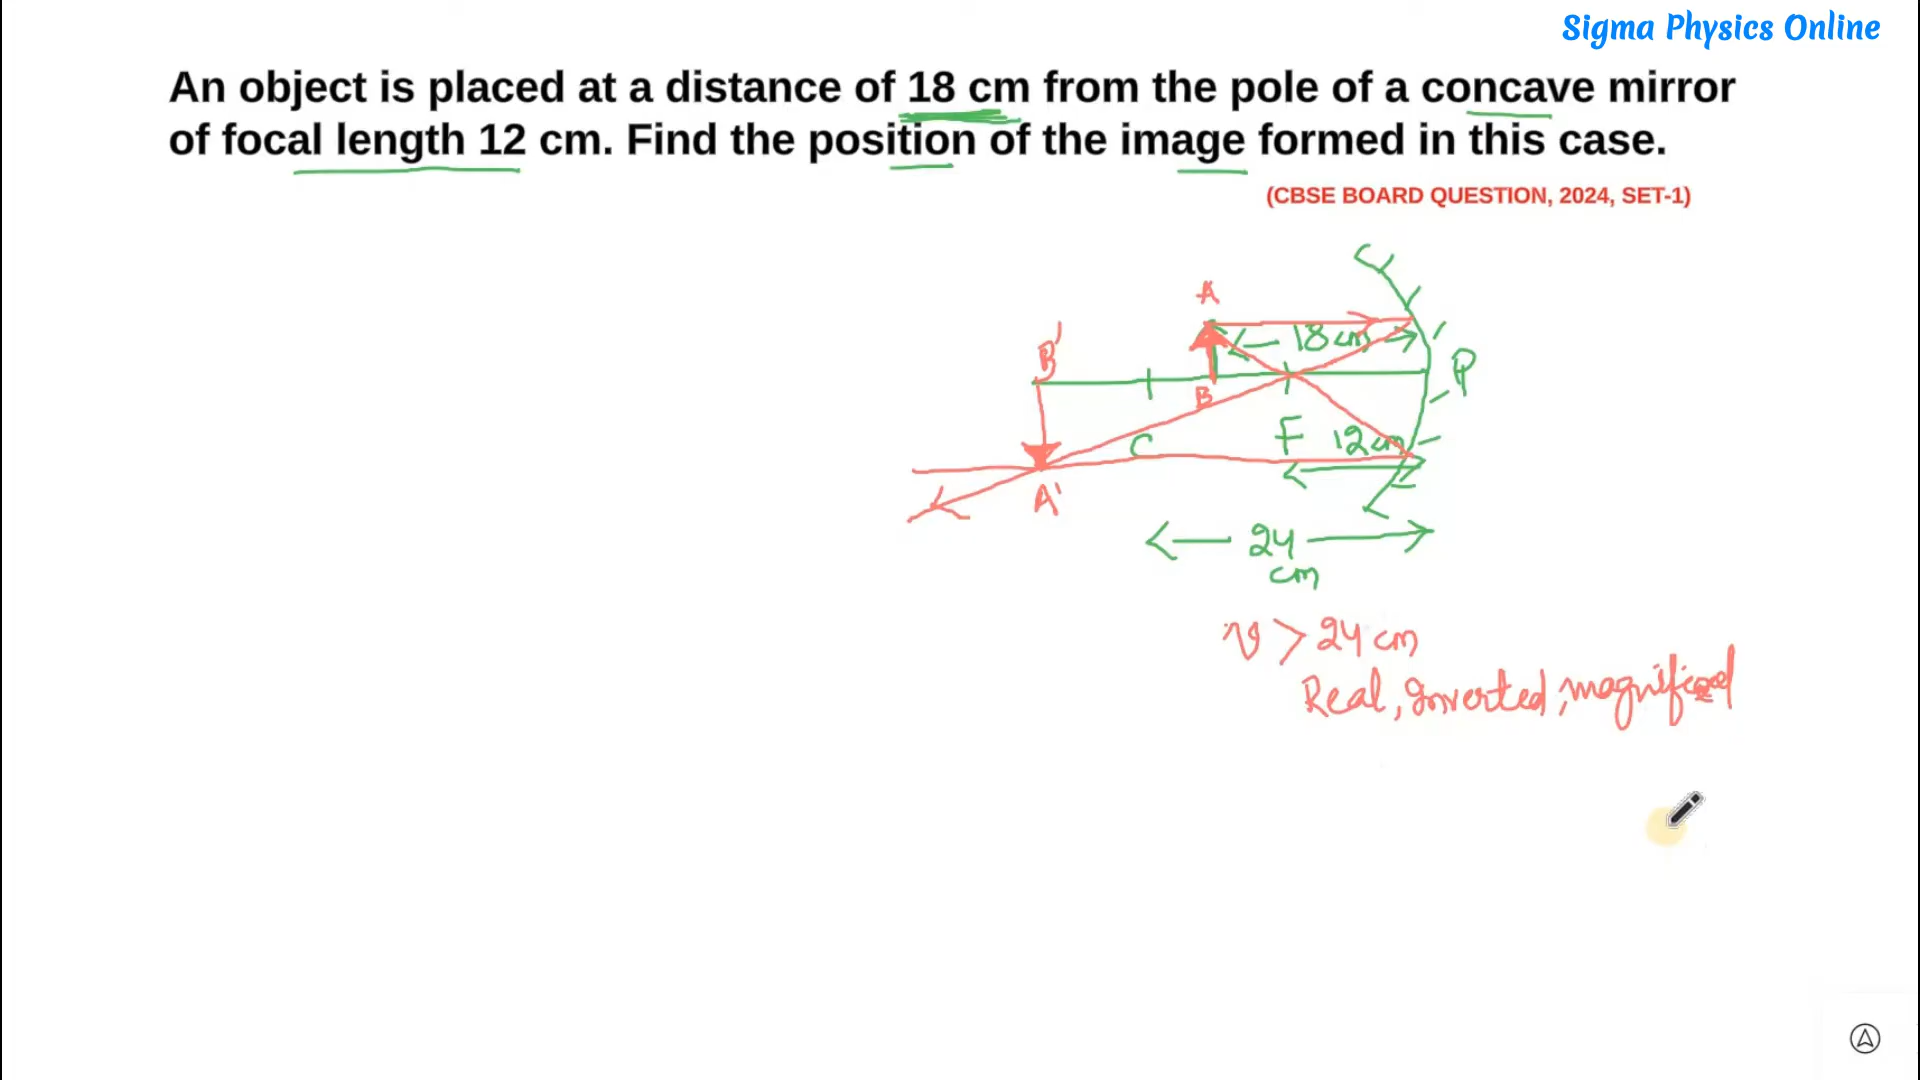 Sigma Physics Online
An object is placed at a distance of 18 cm from the pole of a concave mirror
of focal length 12 cm. Find the position of the image formed in this case.
(CBSE BOARD QUESTION, 2024, SET-1)
A
18 cm
B'
P
B
C
F
12 cm
A'
24
cm
v > 24 cm
Real, Inverted, magnified